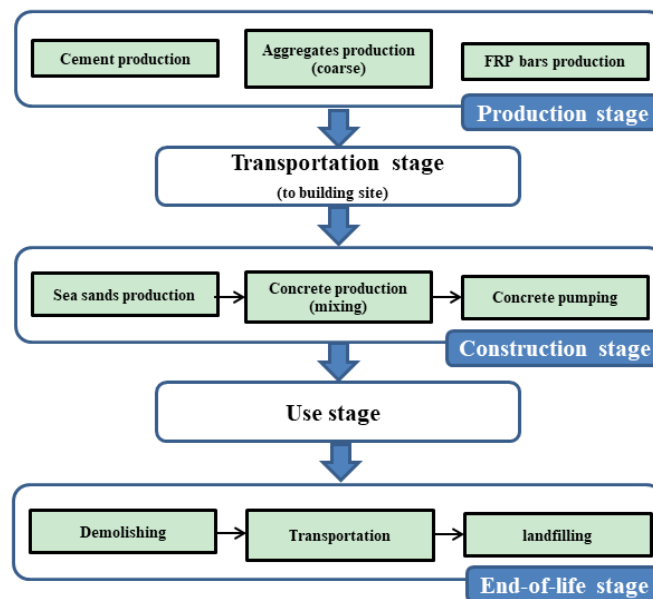 Cement production
Aggregates production
(coarse)
FRP bars production
Production stage
Transportation stage
(to building site)
Sea sands production
Concrete production
(mixing)
Concrete pumping
Construction stage
Use stage
Demolishing
Transportation
landfilling
End-of-life stage